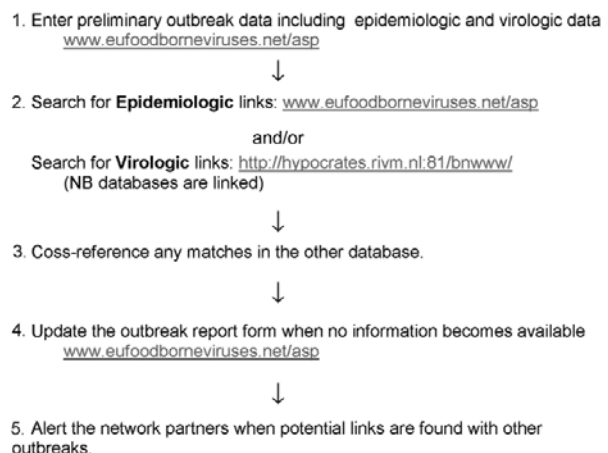 1. Enter preliminary outbreak data including epidemiologic and virologic data
www.eufoodborneviruses.net/asp
↓
2. Search for Epidemiologic links: www.eufoodborneviruses.net/asp
and/or
Search for Virologic links: http://hypocrates.rivm.nl:81/bnwww/
(NB databases are linked)
↓
3. Coss-reference any matches in the other database.
↓
4. Update the outbreak report form when no information becomes available
www.eufoodborneviruses.net/asp
↓
5. Alert the network partners when potential links are found with other
outbreaks.